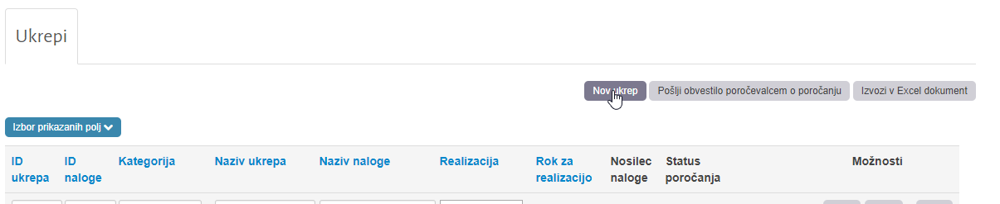 Ukrepi
Nov ukrep Pošlji obvestilo poročevalcem o poročanju Izvozi v Excel dokument
Izbor prikazanih polj
ID ukrepa ID naloge Kategorija Naziv ukrepa Naziv naloge Realizacija Rok za realizacijo Nosilec naloge Status poročanja Možnosti